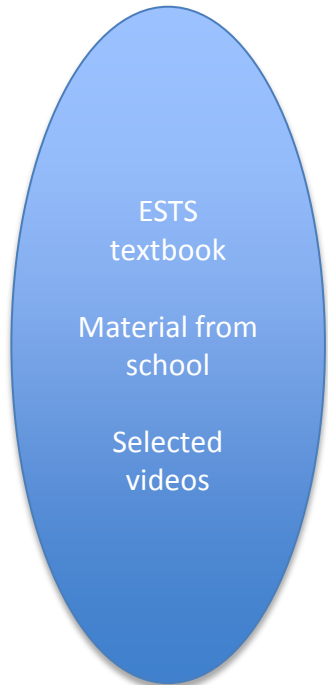 ESTS
textbook
Material from
school
Selected
videos